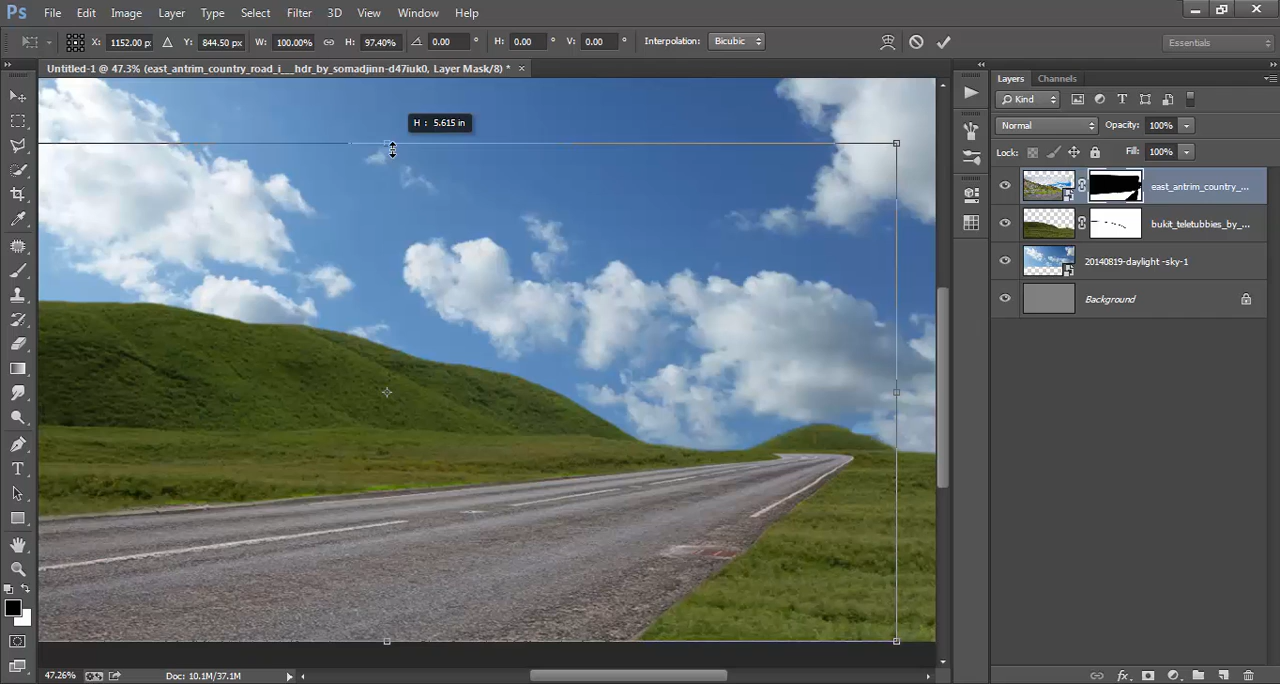 Ps File Edit Image Layer Type Select Filter 3D View Window Help
X: 1152.00 px Y: 844.50 px W: 100.00% H: 97.40% 0.00 ° H: 0.00 ° V: 0.00 ° Interpolation: Bicubic Essentials
Untitled-1 @ 47.3% (east_antrim_country_road_i___hdr_by_somadjinn-d47iuk0, Layer Mask/8) * ×
Layers Channels
Kind
Normal Opacity: 100%
Lock: Fill: 100%
H : 5.615 in
east_antrim_country_...
bukit_teletubbies_by_...
20140819-daylight -sky-1
Background
47.26% Doc: 10.1M/37.1M